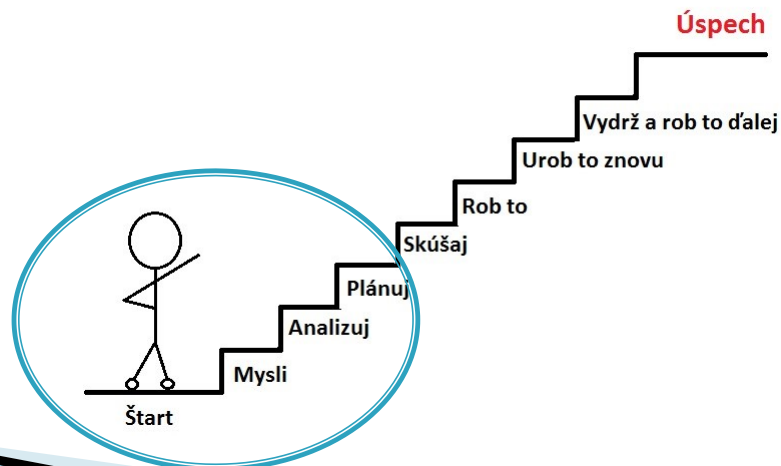 Úspech
Vydrž a rob to ďalej
Urob to znovu
Rob to
Skúšaj
Plánuj
Analizuj
Mysli
Štart